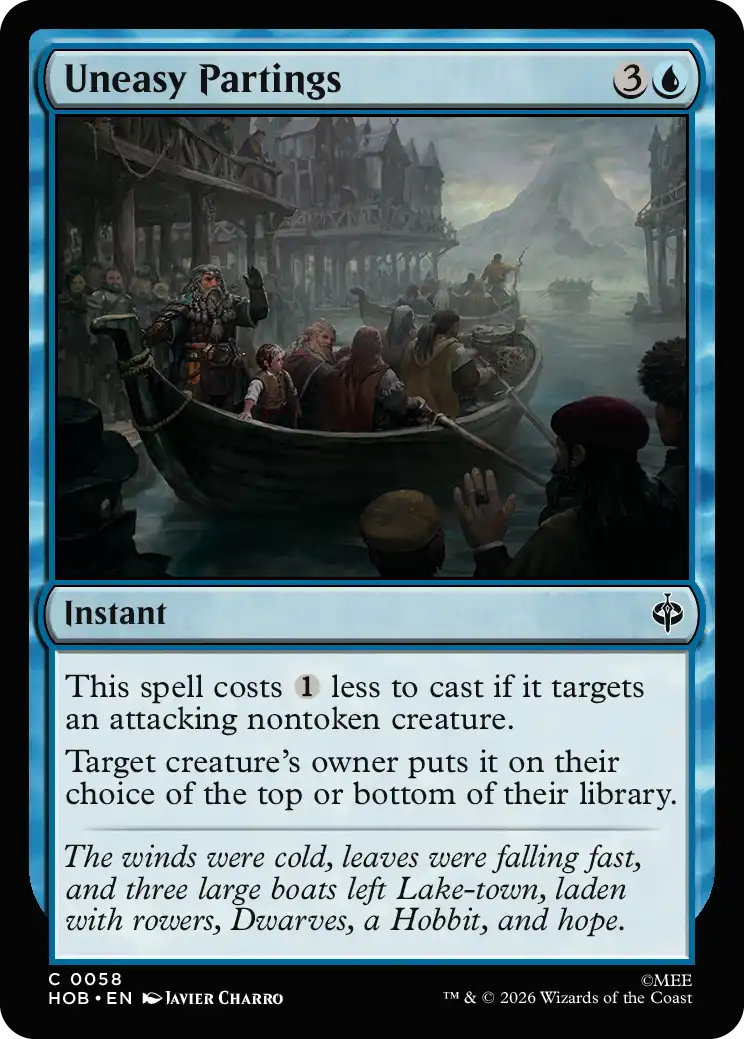 Uneasy Partings 3
Instant
This spell costs 1 less to cast if it targets
an attacking nontoken creature.
Target creature's owner puts it on their
choice of the top or bottom of their library.
The winds were cold, leaves were falling fast,
and three large boats left Lake-town, laden
with rowers, Dwarves, a Hobbit, and hope.
C 0058
HOB • EN Javier Charro
©MEE
™ & © 2026 Wizards of the Coast